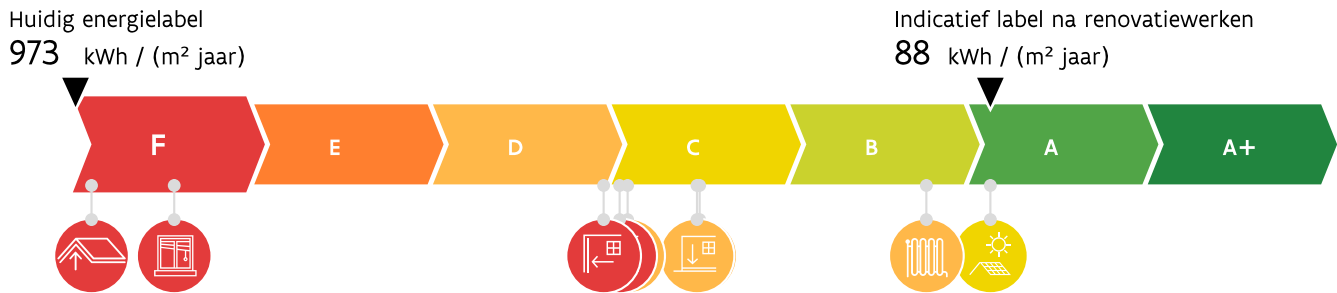 Huidig energielabel
973 kWh / (m² jaar)
Indicatief label na renovatiewerken
88 kWh / (m² jaar)
F E D C B A A+